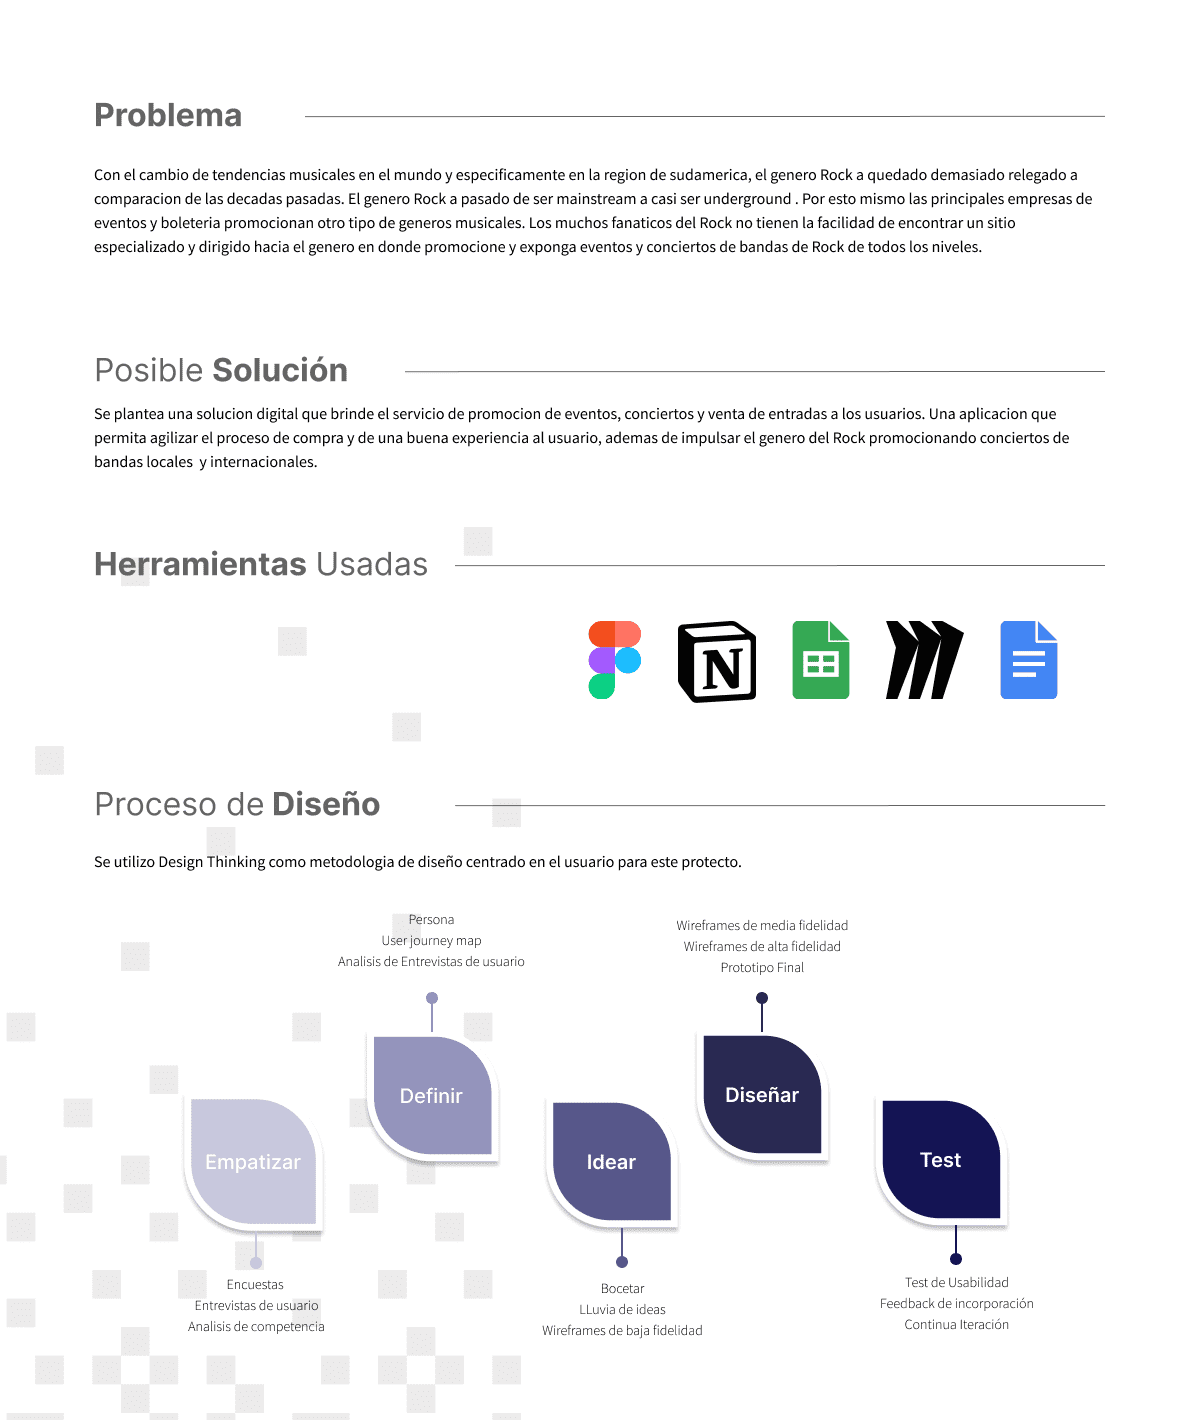 Problema
Con el cambio de tendencias musicales en el mundo y especificamente en la region de sudamerica, el genero Rock a quedado demasiado relegado a
comparacion de las decadas pasadas. El genero Rock a pasado de ser mainstream a casi ser underground . Por esto mismo las principales empresas de
eventos y boleteria promocionan otro tipo de generos musicales. Los muchos fanaticos del Rock no tienen la facilidad de encontrar un sitio
especializado y dirigido hacia el genero en donde promocione y exponga eventos y conciertos de bandas de Rock de todos los niveles.
Posible Solución
Se plantea una solucion digital que brinde el servicio de promocion de eventos, conciertos y venta de entradas a los usuarios. Una aplicacion que
permita agilizar el proceso de compra y de una buena experiencia al usuario, ademas de impulsar el genero del Rock promocionando conciertos de
bandas locales  y internacionales.
Herramientas Usadas
N
Proceso de Diseño
Se utilizo Design Thinking como metodologia de diseño centrado en el usuario para este protecto.
Persona
User journey map
Analisis de Entrevistas de usuario
Wireframes de media fidelidad
Wireframes de alta fidelidad
Prototipo Final
Empatizar
Definir
Idear
Diseñar
Test
Encuestas
Entrevistas de usuario
Analisis de competencia
Bocetar
LLuvia de ideas
Wireframes de baja fidelidad
Test de Usabilidad
Feedback de incorporación
Continua Iteración